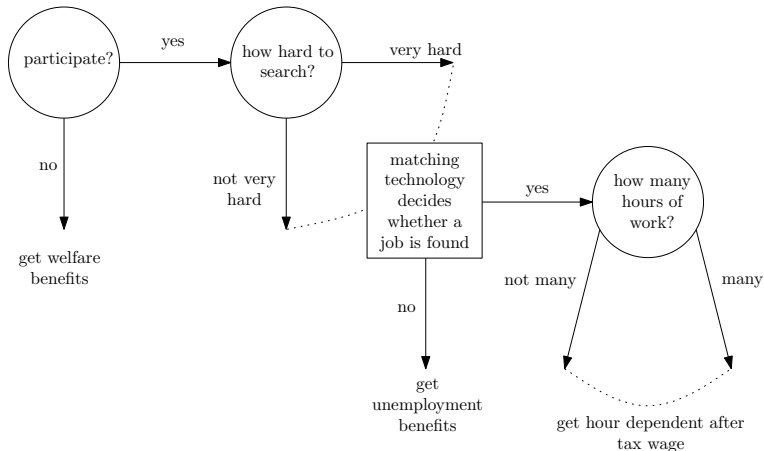 participate?
yes
how hard to
search?
very hard
no
not very
hard
get welfare
benefits
matching
technology
decides
whether a
job is found
yes
how many
hours of
work?
no
not many
many
get
unemployment
benefits
get hour dependent after
tax wage